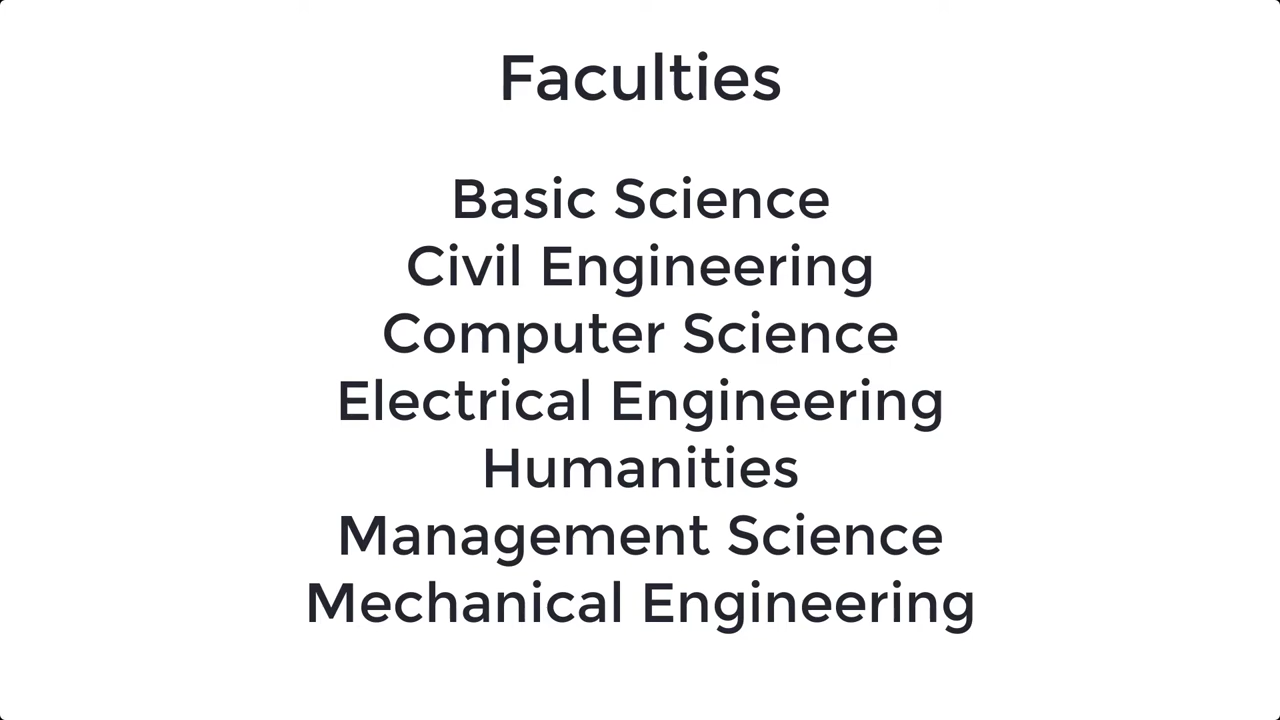 Faculties
Basic Science
Civil Engineering
Computer Science
Electrical Engineering
Humanities
Management Science
Mechanical Engineering